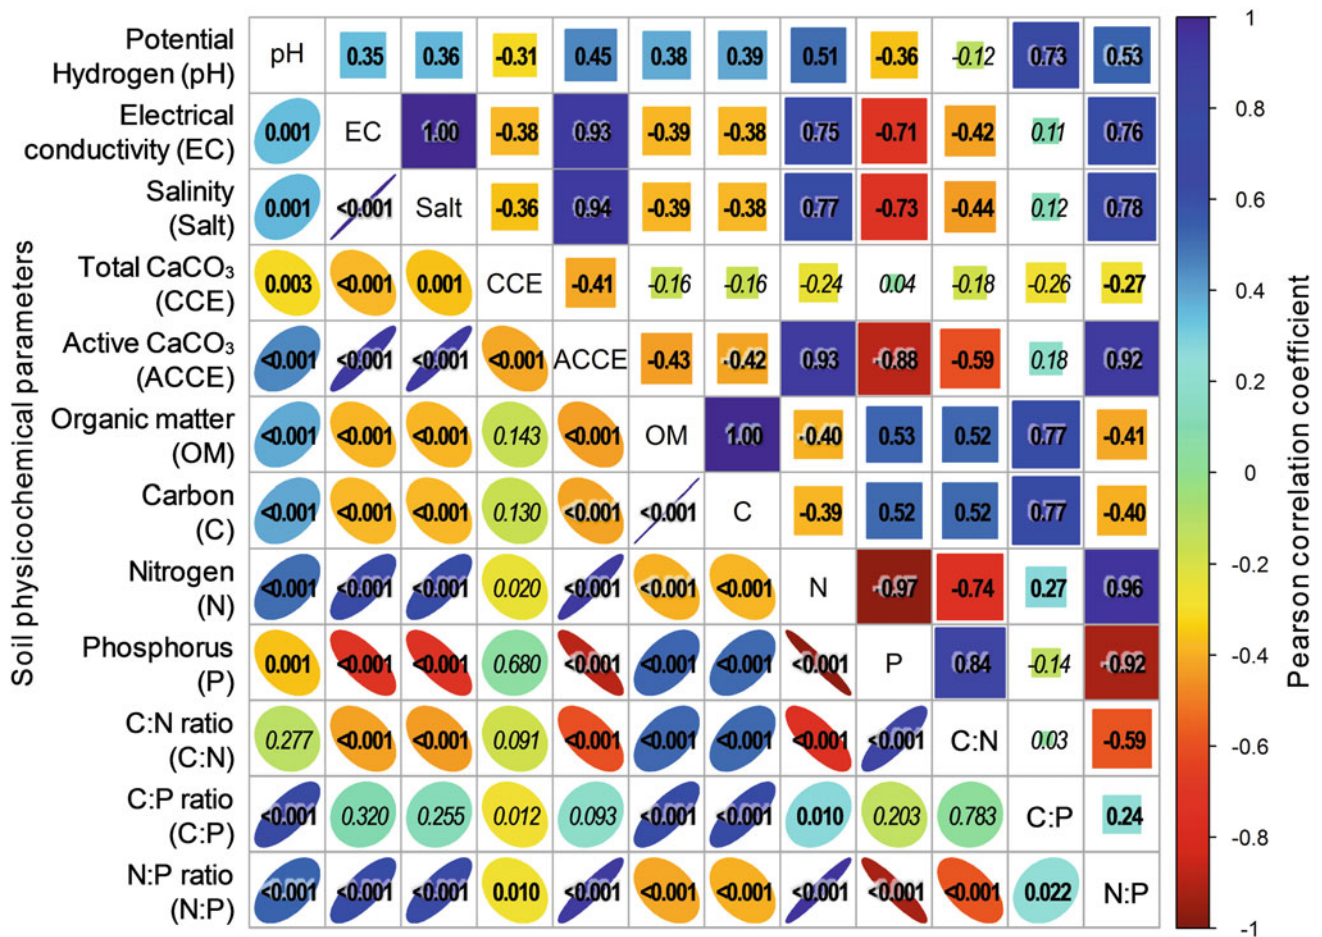 Soil physicochemical parameters
Potential
Hydrogen (pH)
pH 0.35 0.36 -0.31 0.45 0.38 0.39 0.51 -0.36 -0.12 0.73 0.53
Electrical
conductivity (EC)
0.001 EC 1.00 -0.38 0.93 -0.39 -0.38 0.75 -0.71 -0.42 0.11 0.76
Salinity
(Salt)
0.001 <0.001 Salt -0.36 0.94 -0.39 -0.38 0.77 -0.73 -0.44 0.12 0.78
Total CaCO₃
(CCE)
0.003 <0.001 0.001 CCE -0.41 -0.16 -0.16 -0.24 0.04 -0.18 -0.26 -0.27
Active CaCO₃
(ACCE)
<0.001 <0.001 <0.001 <0.001 ACCE -0.43 -0.42 0.93 -0.88 -0.59 0.18 0.92
Organic matter
(OM)
<0.001 <0.001 <0.001 0.143 <0.001 OM 1.00 -0.40 0.53 0.52 0.77 -0.41
Carbon
(C)
<0.001 <0.001 <0.001 0.130 <0.001 <0.001 C -0.39 0.52 0.52 0.77 -0.40
Nitrogen
(N)
<0.001 <0.001 <0.001 0.020 <0.001 <0.001 <0.001 N -0.97 -0.74 0.27 0.96
Phosphorus
(P)
0.001 <0.001 <0.001 0.680 <0.001 <0.001 <0.001 <0.001 P 0.84 -0.14 -0.92
C:N ratio
(C:N)
0.277 <0.001 <0.001 0.091 <0.001 <0.001 <0.001 <0.001 <0.001 C:N 0.03 -0.59
C:P ratio
(C:P)
<0.001 0.320 0.255 0.012 0.093 <0.001 <0.001 0.010 0.203 0.783 C:P 0.24
N:P ratio
(N:P)
<0.001 <0.001 <0.001 0.010 <0.001 <0.001 <0.001 <0.001 <0.001 <0.001 0.022 N:P
1
0.8
0.6
0.4
0.2
0
-0.2
-0.4
-0.6
-0.8
-1
Pearson correlation coefficient